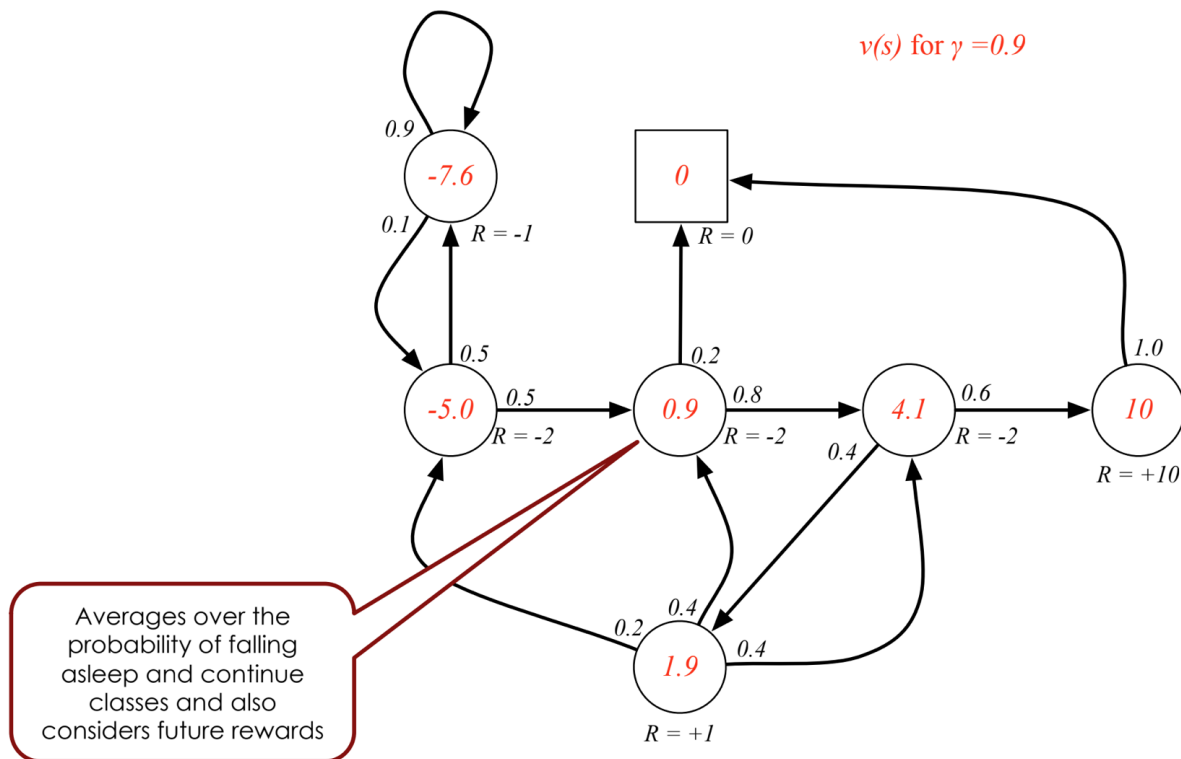 v(s) for γ =0.9
0.9
-7.6
0
0.1
R = -1
R = 0
0.5
0.2
1.0
-5.0
0.5
0.9
0.8
4.1
0.6
10
R = -2
R = -2
0.4
R = -2
R = +10
Averages over the
probability of falling
asleep and continue
classes and also
considers future rewards
0.2
0.4
0.4
1.9
R = +1